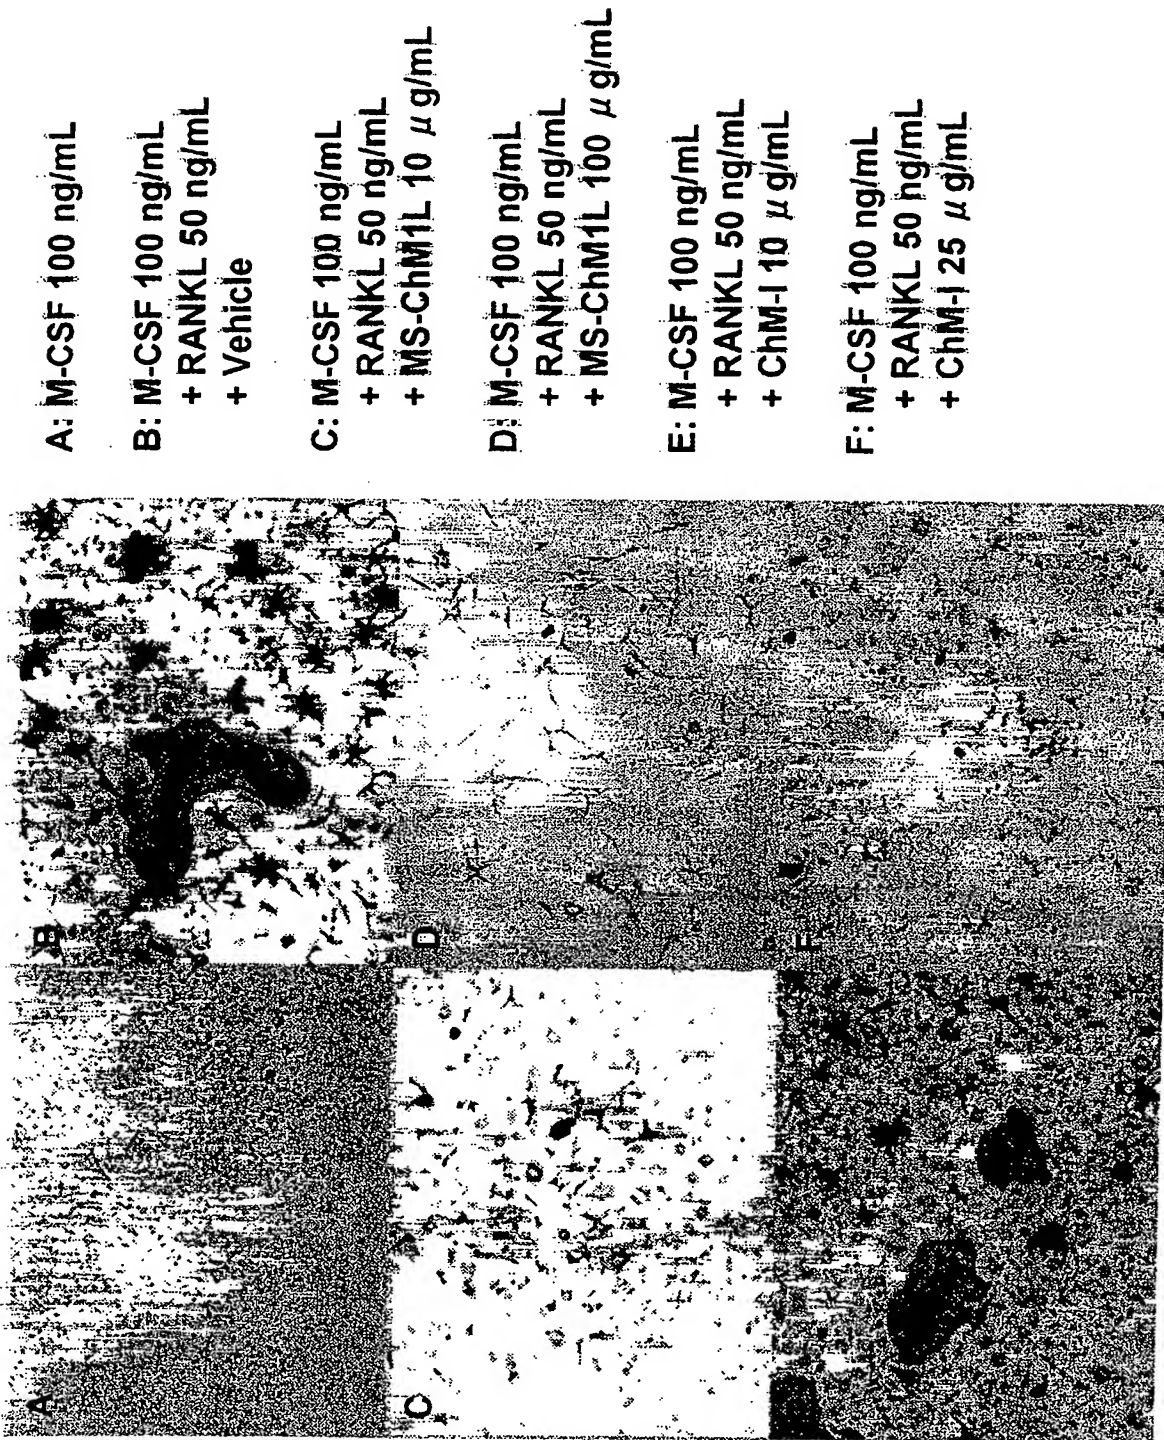 A: M-CSF 100 ng/mL
B: M-CSF 100 ng/mL
+ RANKL 50 ng/mL
+ Vehicle
C: M-CSF 100 ng/mL
+ RANKL 50 ng/mL
+ MS-ChM1L 10 μg/mL
D: M-CSF 100 ng/mL
+ RANKL 50 ng/mL
+ MS-ChM1L 100 μg/mL
E: M-CSF 100 ng/mL
+ RANKL 50 ng/mL
+ ChM-I 10 μg/mL
F: M-CSF 100 ng/mL
+ RANKL 50 ng/mL
+ ChM-I 25 μg/mL
A
B
C
D
F